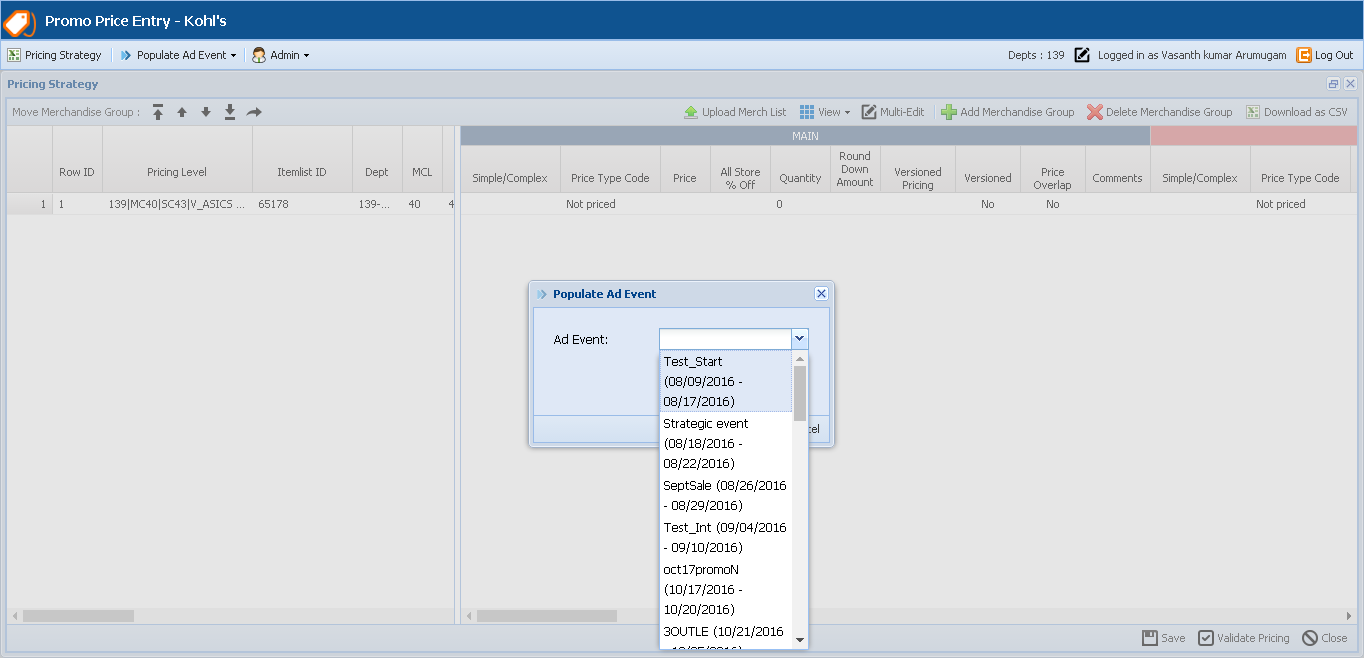 Promo Price Entry - Kohl's
Pricing Strategy Populate Ad Event Admin Depts : 139 Logged in as Vasanth kumar Arumugam Log Out
Pricing Strategy
Move Merchandise Group : Upload Merch List View Multi-Edit Add Merchandise Group Delete Merchandise Group Download as CSV
MAIN
Row ID Pricing Level Itemlist ID Dept MCL Simple/Complex Price Type Code Price All Store % Off Quantity Round Down Amount Versioned Pricing Versioned Price Overlap Comments Simple/Complex Price Type Code
1 1 139|MC40|SC43|V_ASICS ... 65178 139-... 40 4 Not priced 0 No No Not priced
Populate Ad Event
Ad Event:
Test_Start
(08/09/2016 -
08/17/2016)
Strategic event
(08/18/2016 -
08/22/2016)
SeptSale (08/26/2016
- 08/29/2016)
Test_Int (09/04/2016
- 09/10/2016)
oct17promoN
(10/17/2016 -
10/20/2016)
3OUTLE (10/21/2016
Save Validate Pricing Close